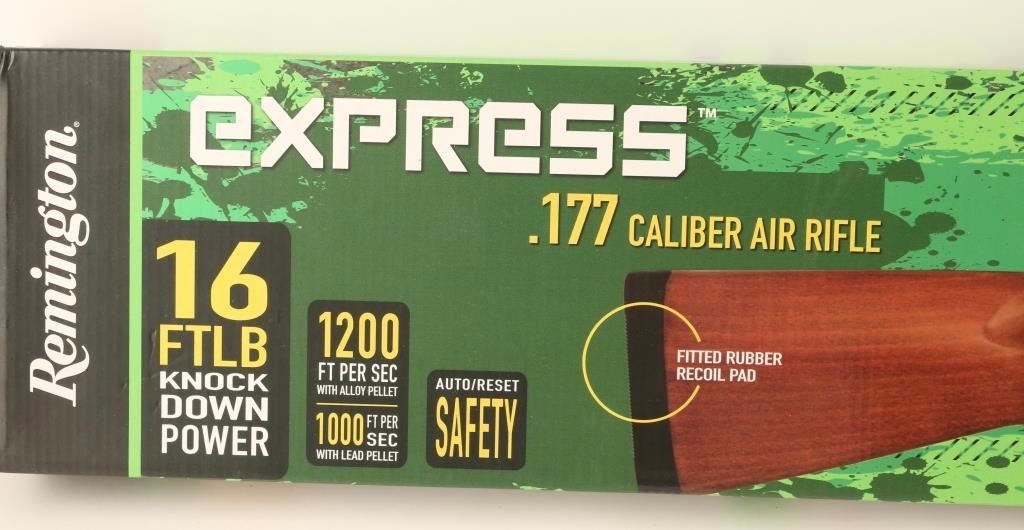 Remington®
express™
.177 CALIBER AIR RIFLE
16
FTLB
KNOCK
DOWN
POWER
1200
FT PER SEC
WITH ALLOY PELLET
1000 FT PER
SEC
WITH LEAD PELLET
AUTO/RESET
SAFETY
FITTED RUBBER
RECOIL PAD